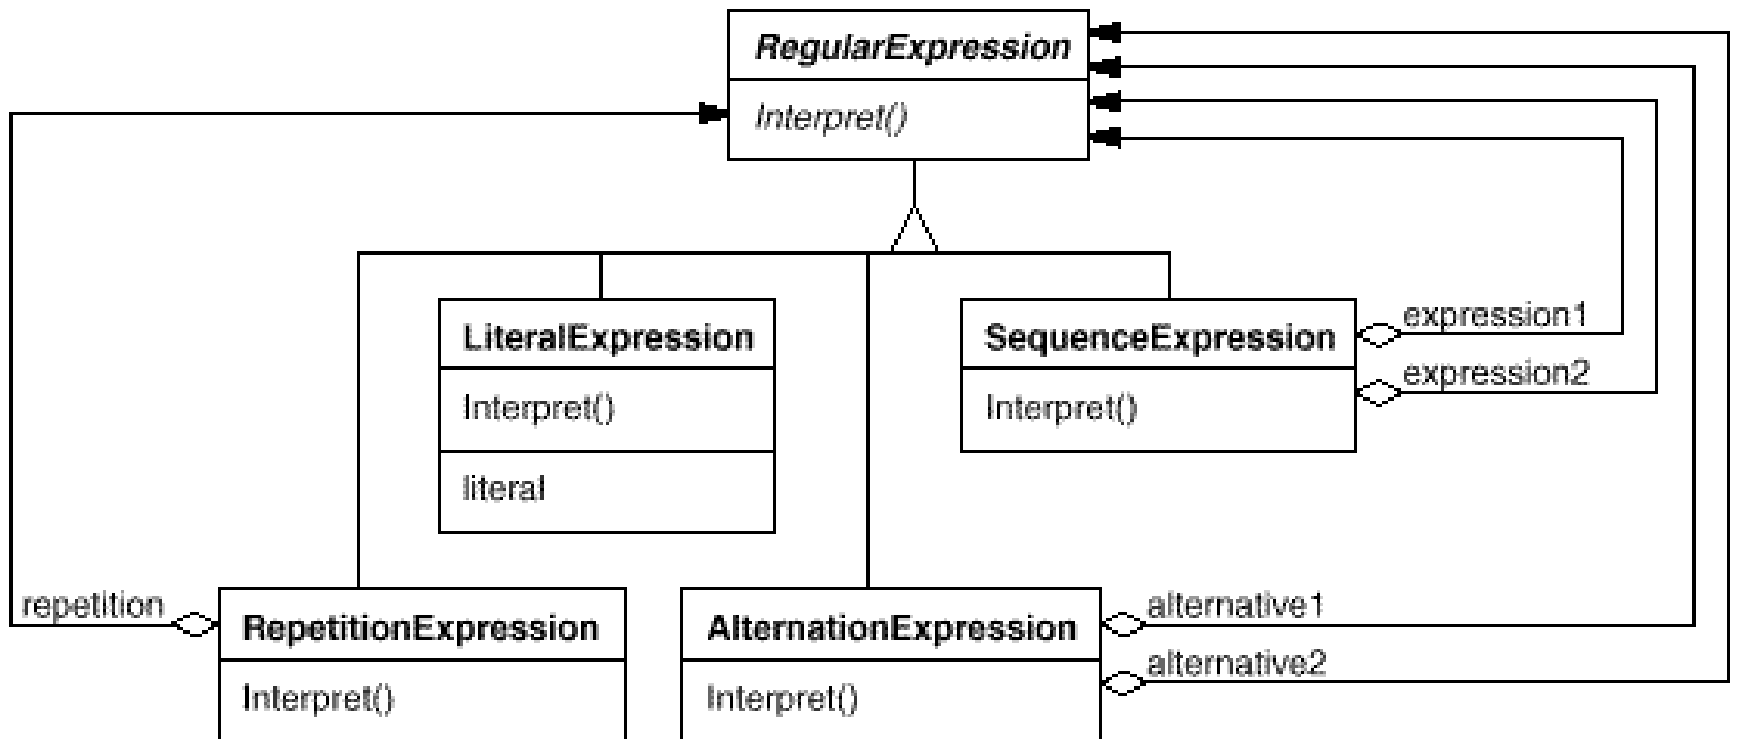 RegularExpression
Interpret()
LiteralExpression
Interpret()
literal
SequenceExpression
Interpret()
expression1
expression2
repetition
RepetitionExpression
Interpret()
AlternationExpression
Interpret()
alternative1
alternative2